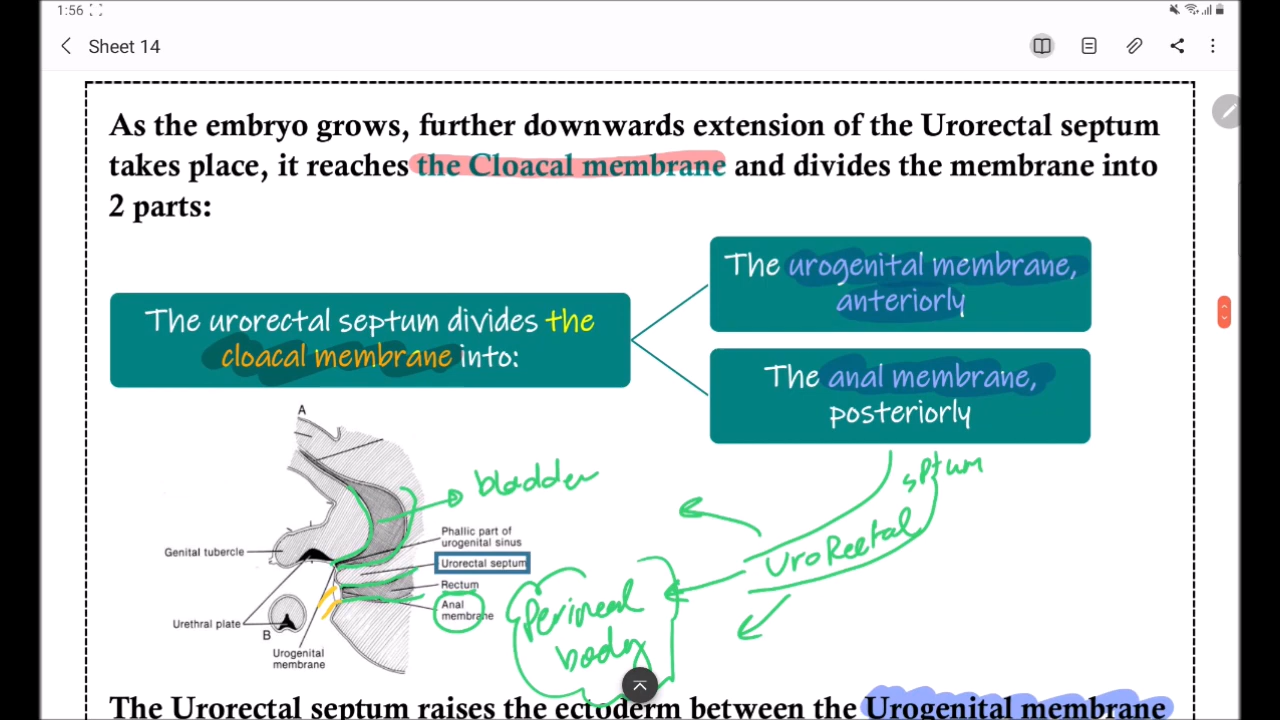 1:56
Sheet 14
As the embryo grows, further downwards extension of the Urorectal septum
takes place, it reaches the Cloacal membrane and divides the membrane into
2 parts:
The urorectal septum divides the
cloacal membrane into:
The urogenital membrane,
anteriorly
The anal membrane,
posteriorly
A
bladder
septum
UroRectal
Phallic part of
urogenital sinus
Genital tubercle
Urorectal septum
Rectum
Anal
membrane
Perineal
body
Urethral plate
B
Urogenital
membrane
The Urorectal septum raises the ectoderm between the Urogenital membrane